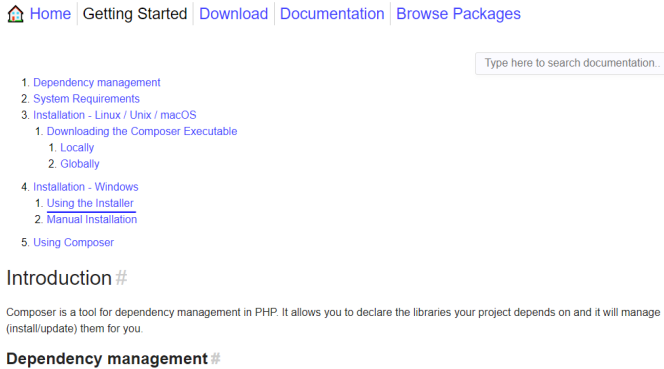 Home Getting Started Download Documentation Browse Packages
Type here to search documentation..
1. Dependency management
2. System Requirements
3. Installation - Linux / Unix / macOS
1. Downloading the Composer Executable
1. Locally
2. Globally
4. Installation - Windows
1. Using the Installer
2. Manual Installation
5. Using Composer
Introduction #
Composer is a tool for dependency management in PHP. It allows you to declare the libraries your project depends on and it will manage
(install/update) them for you.
Dependency management #